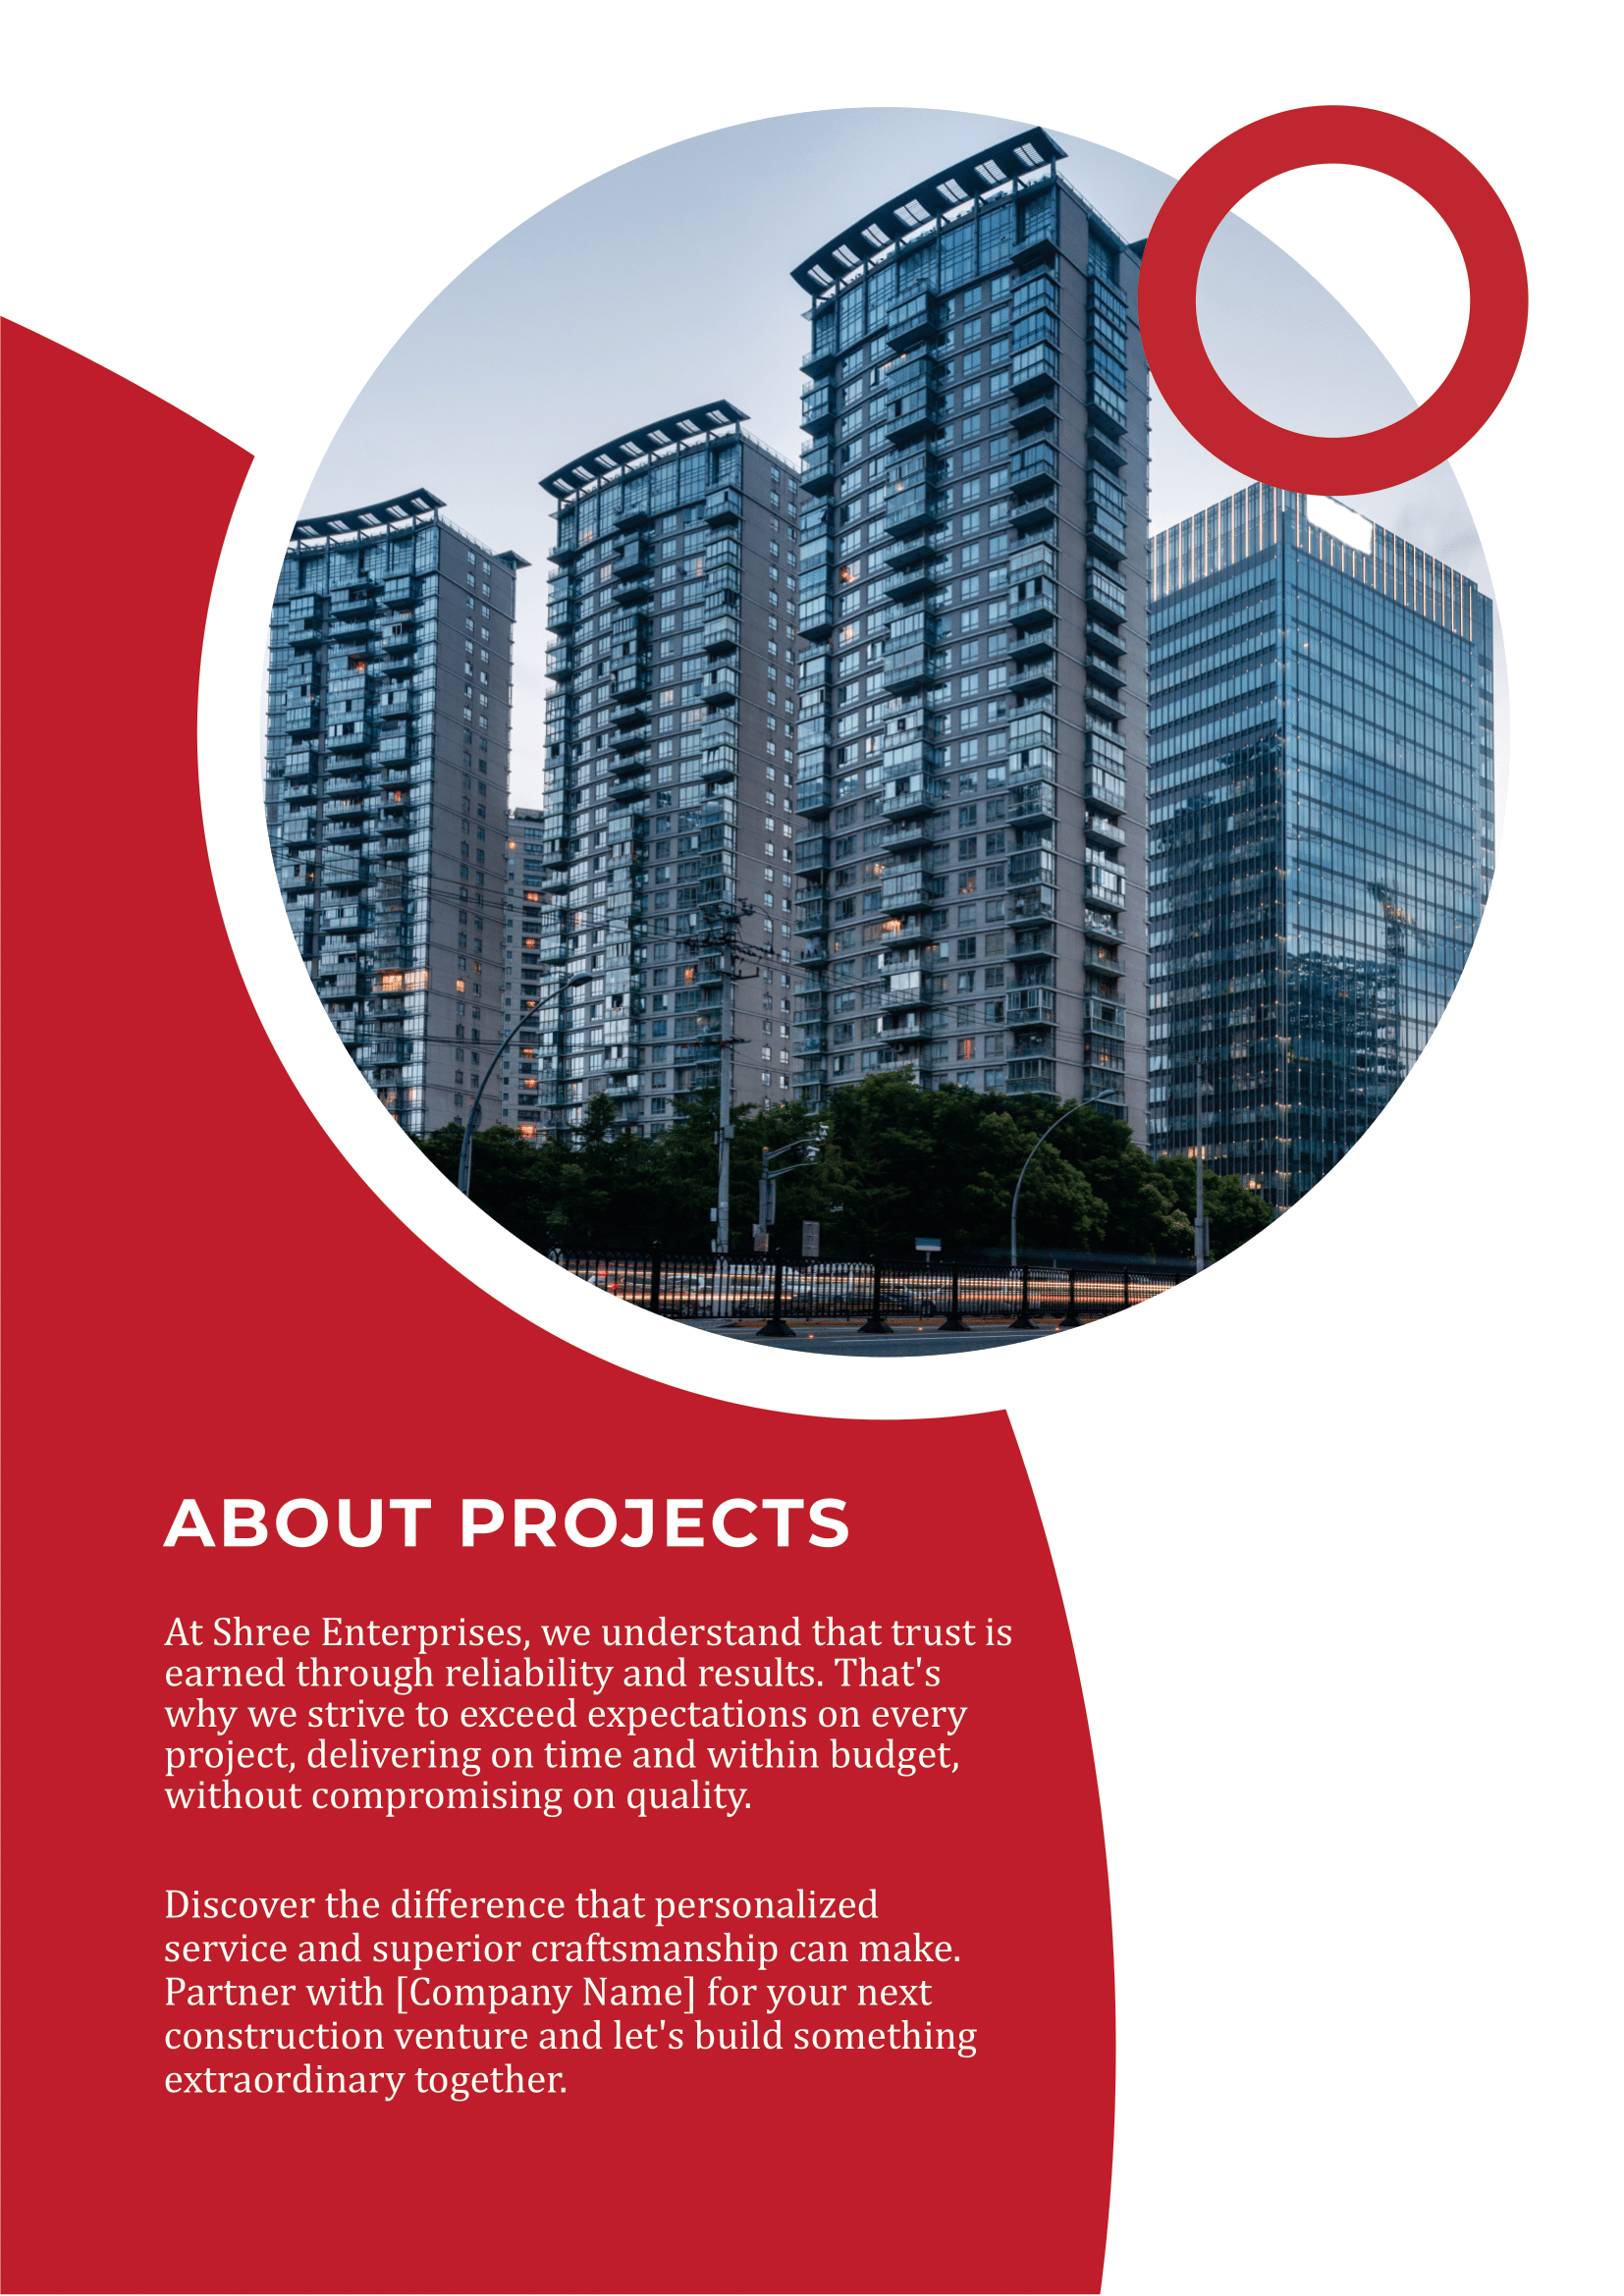 ABOUT PROJECTS
At Shree Enterprises, we understand that trust is
earned through reliability and results. That's
why we strive to exceed expectations on every
project, delivering on time and within budget,
without compromising on quality.
Discover the difference that personalized
service and superior craftsmanship can make.
Partner with [Company Name] for your next
construction venture and let's build something
extraordinary together.